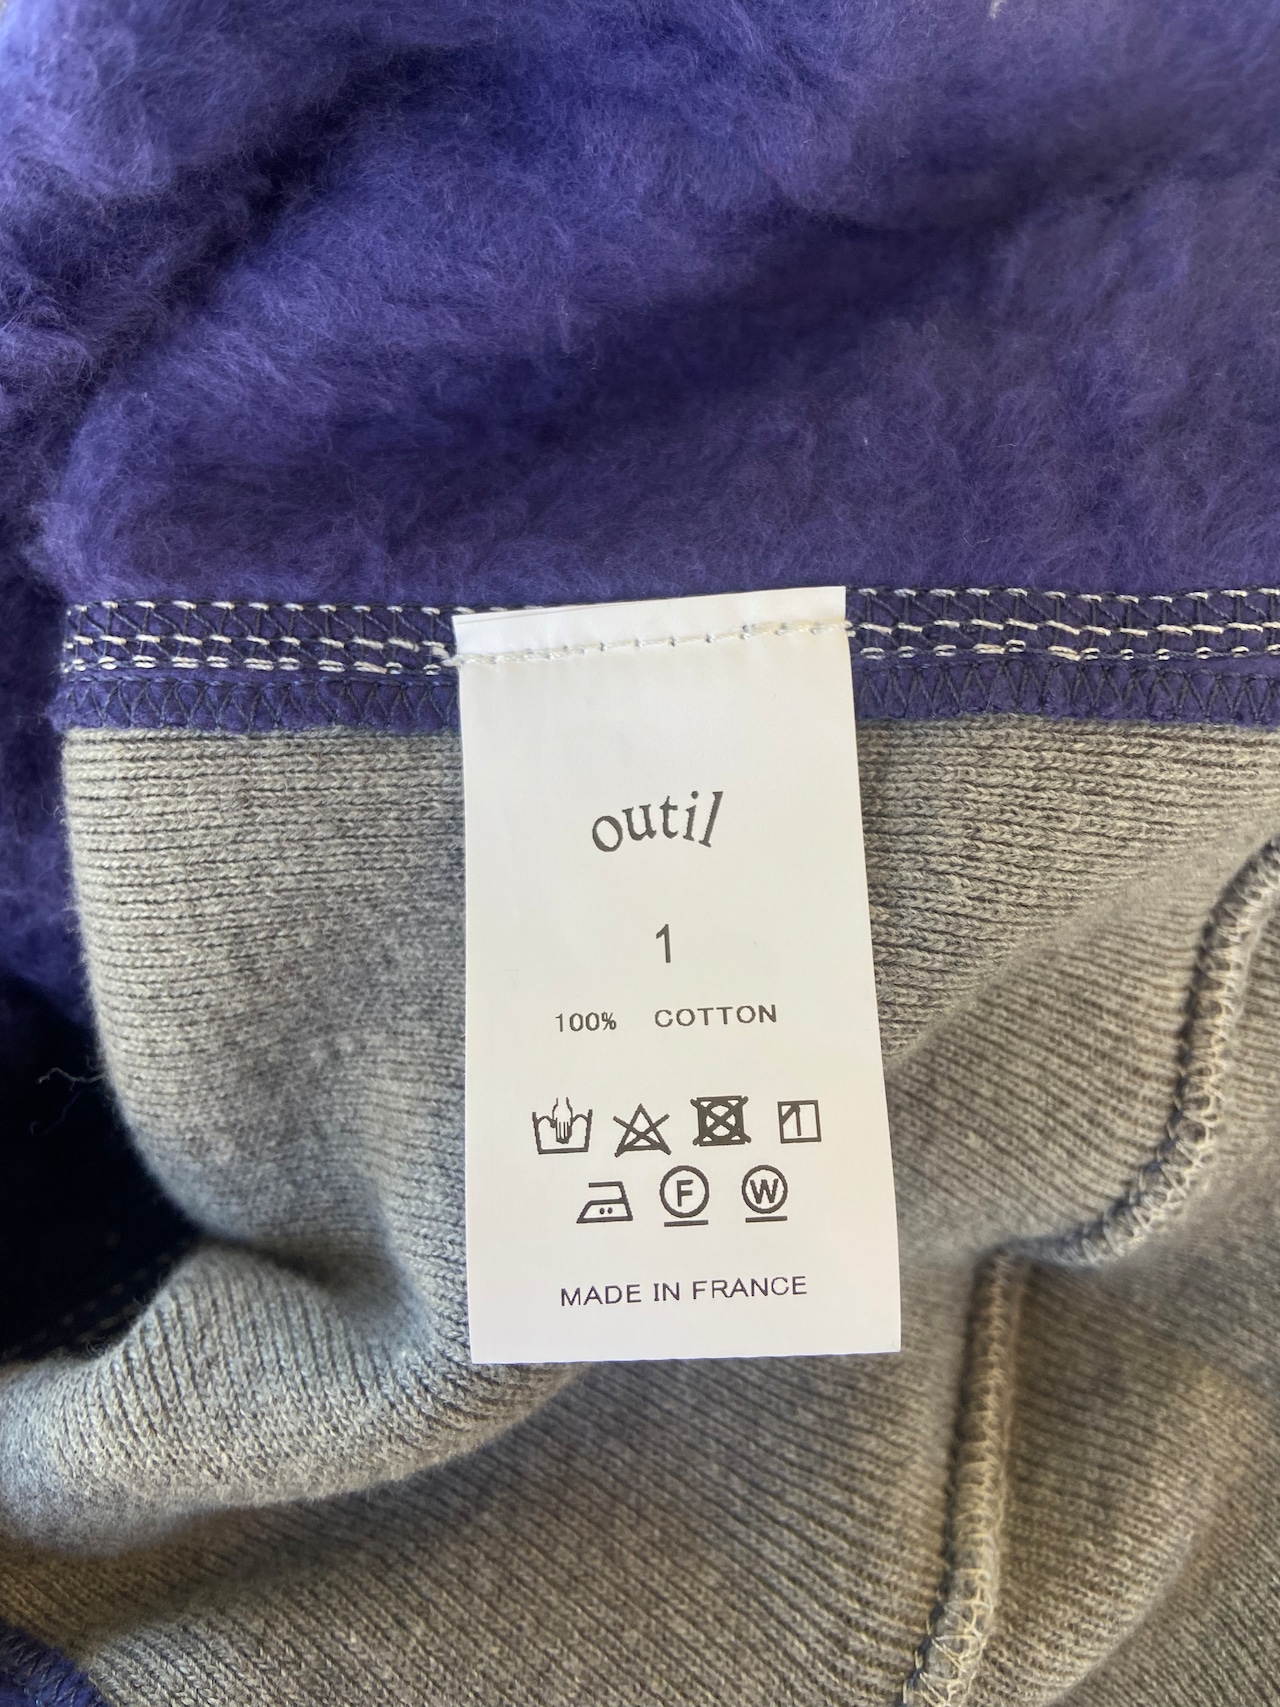 outil
1
100% COTTON
F W
MADE IN FRANCE